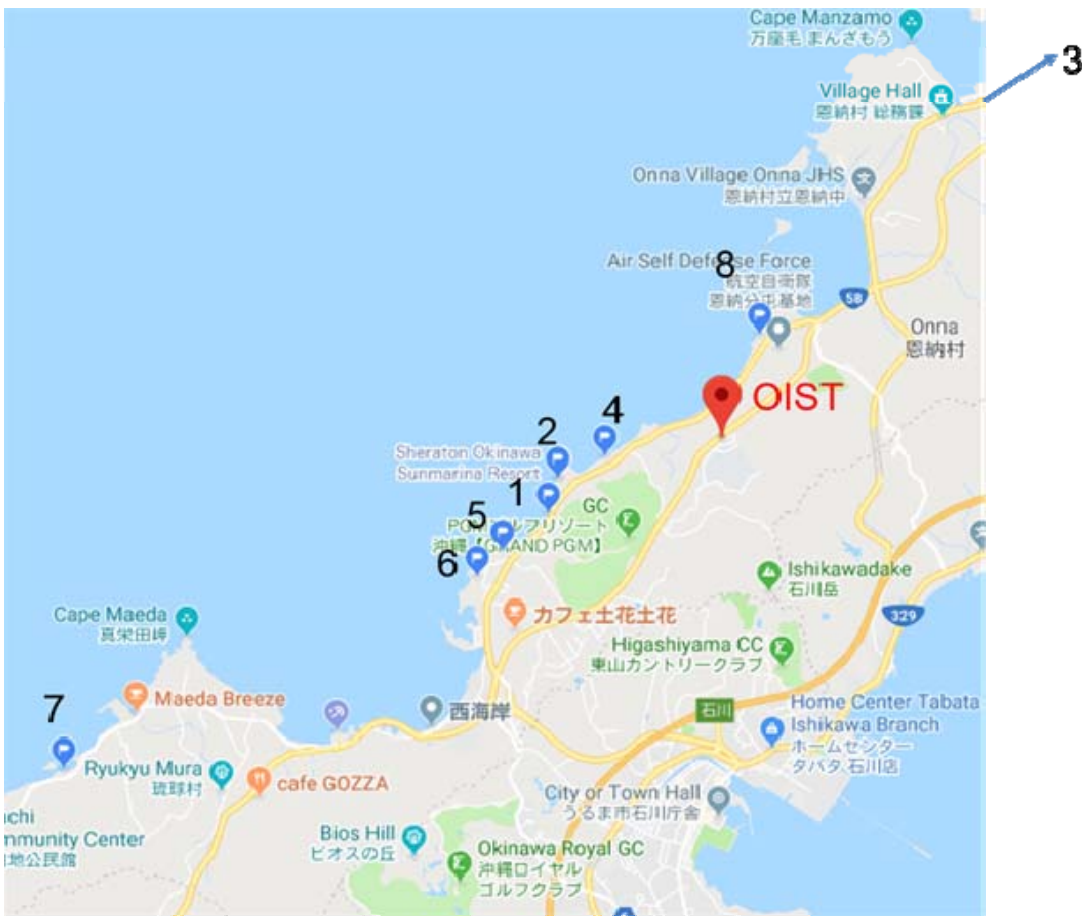 Cape Manzamo
万座毛 まんざもう
3
Village Hall
恩納村 総務課
Onna Village Onna JHS
恩納村立恩納中
Air Self Defense Force
航空自衛隊
恩納分屯基地
8
58
Onna
恩納村
OIST
4
2
Sheraton Okinawa
Sunmarina Resort
1
GC
5
PGMゴルフリゾート
沖縄【GRAND PGM】
6
Ishikawadake
石川岳
329
カフェ土花土花
Cape Maeda
真栄田岬
Higashiyama CC
東山カントリークラブ
7
Maeda Breeze
西海岸
石川
Home Center Tabata
Ishikawa Branch
ホームセンター
タバタ 石川店
Ryukyu Mura
琉球村
cafe GOZZA
City or Town Hall
うるま市石川庁舎
achi
mmunity Center
地公民館
Bios Hill
ビオスの丘
Okinawa Royal GC
沖縄ロイヤル
ゴルフクラブ